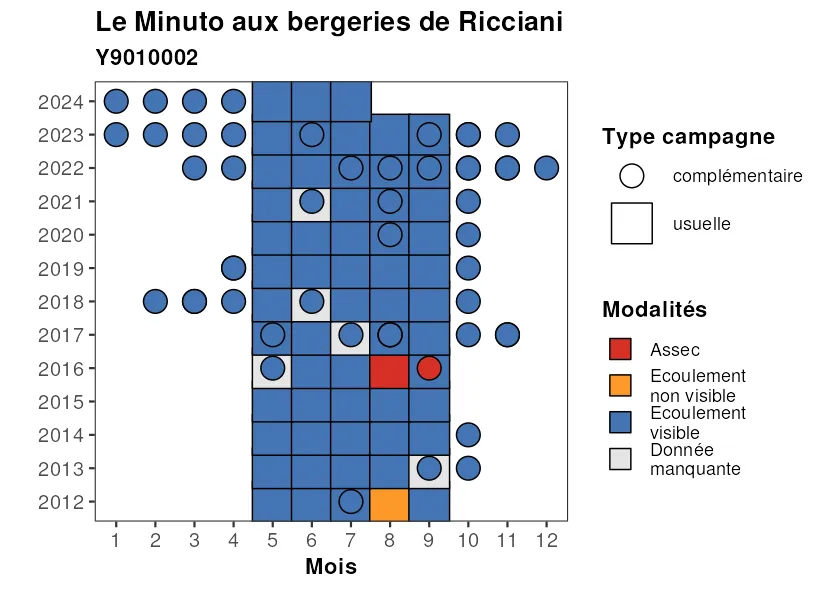 Le Minuto aux bergeries de Ricciani
Y9010002
2024
2023
2022
2021
2020
2019
2018
2017
2016
2015
2014
2013
2012
1 2 3 4 5 6 7 8 9 10 11 12
Mois
Type campagne
complémentaire
usuelle
Modalités
Assec
Ecoulement
non visible
Ecoulement
visible
Donnée
manquante